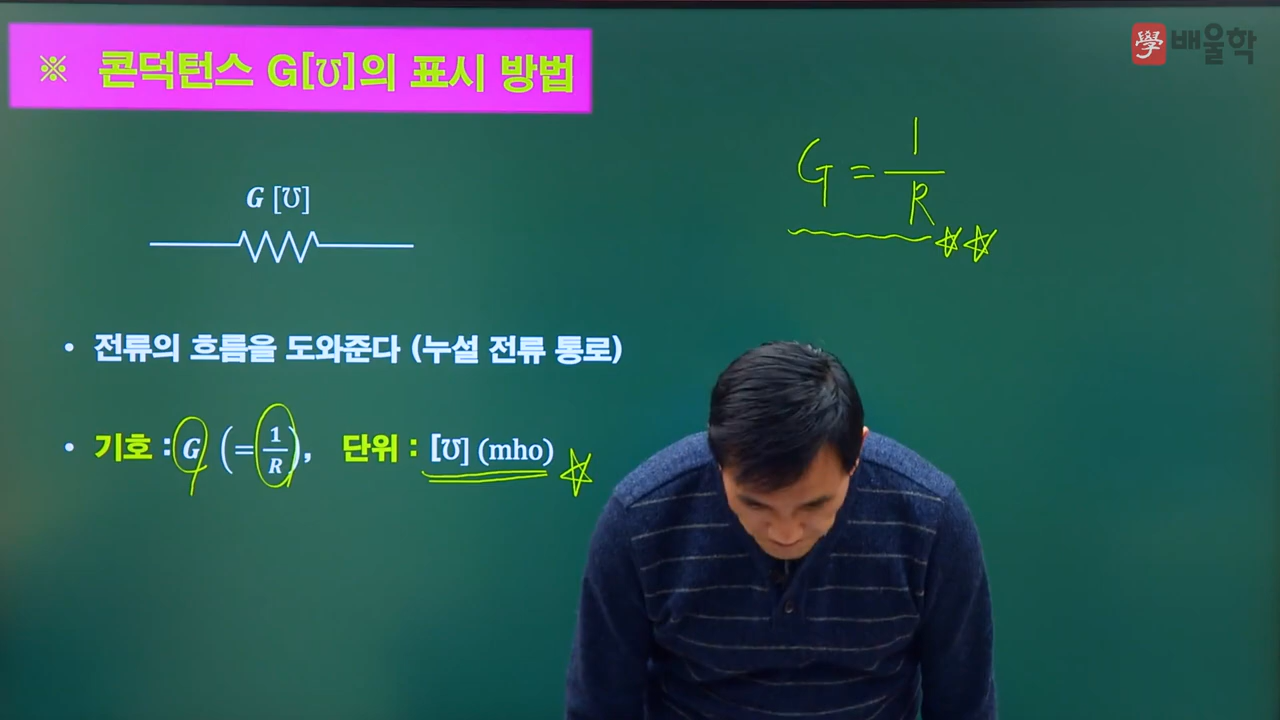 ※ 콘덕턴스 G[℧]의 표시 방법
學 배울학
G [℧]
G = 1/R ☆☆
• 전류의 흐름을 도와준다 (누설 전류 통로)
• 기호 : G (= 1/R), 단위 : [℧] (mho) ☆